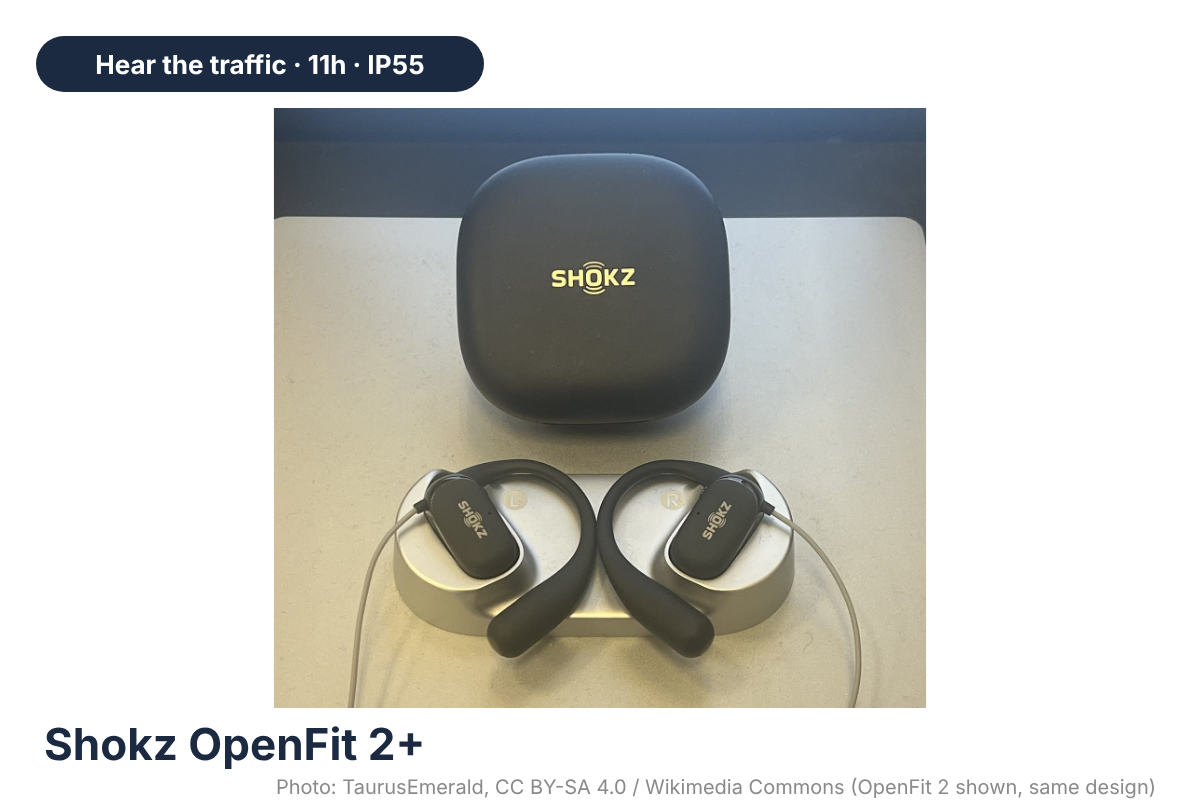 Hear the traffic · 11h · IP55
SHOKZ
L
R
SHOKZ
SHOKZ
Shokz OpenFit 2+
Photo: TaurusEmerald, CC BY-SA 4.0 / Wikimedia Commons (OpenFit 2 shown, same design)